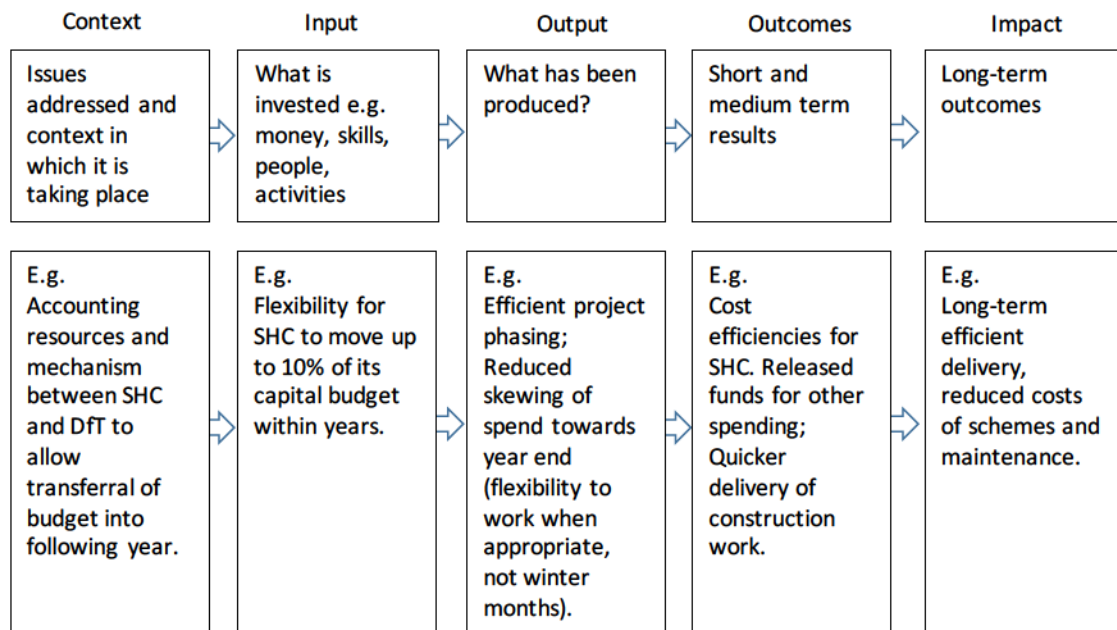 Context
Input
Output
Outcomes
Impact
Issues
addressed and
context in
which it is
taking place
What is
invested e.g.
money, skills,
people,
activities
What has been
produced?
Short and
medium term
results
Long-term
outcomes
E.g.
Accounting
resources and
mechanism
between SHC
and DfT to
allow
transferral of
budget into
following year.
E.g.
Flexibility for
SHC to move up
to 10% of its
capital budget
within years.
E.g.
Efficient project
phasing;
Reduced
skewing of
spend towards
year end
(flexibility to
work when
appropriate,
not winter
months).
E.g.
Cost
efficiencies for
SHC. Released
funds for other
spending;
Quicker
delivery of
construction
work.
E.g.
Long-term
efficient
delivery,
reduced costs
of schemes and
maintenance.